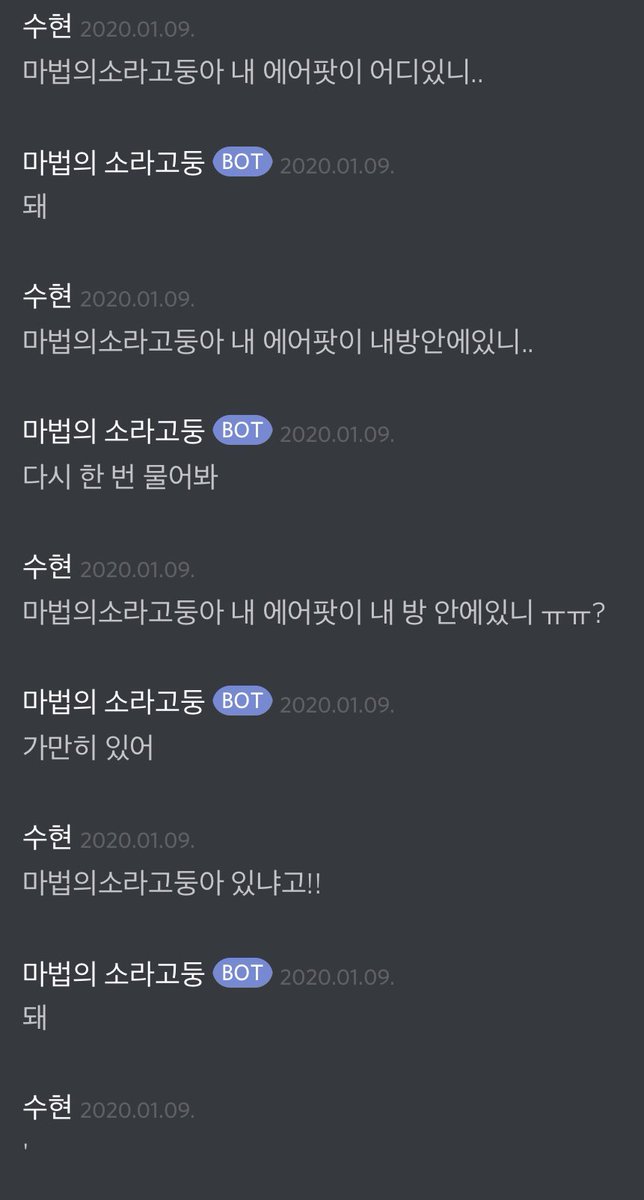 수현 2020.01.09.
마법의소라고둥아 내 에어팟이 어디있니..
마법의 소라고둥 BOT 2020.01.09.
돼
수현 2020.01.09.
마법의소라고둥아 내 에어팟이 내방안에있니..
마법의 소라고둥 BOT 2020.01.09.
다시 한 번 물어봐
수현 2020.01.09.
마법의소라고둥아 내 에어팟이 내 방 안에있니 ㅠㅠ?
마법의 소라고둥 BOT 2020.01.09.
가만히 있어
수현 2020.01.09.
마법의소라고둥아 있냐고!!
마법의 소라고둥 BOT 2020.01.09.
돼
수현 2020.01.09.
'